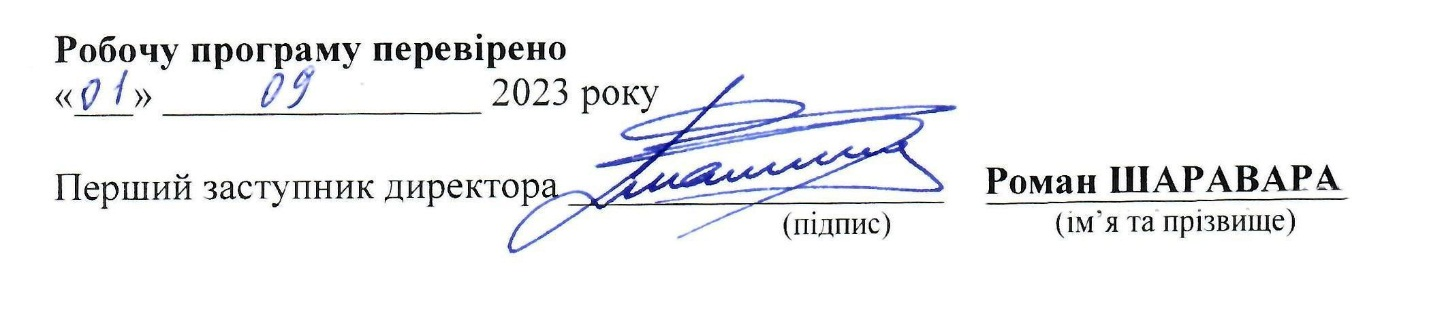 Робочу програму перевірено
«01» 09 2023 року
Перший заступник директора Роман ШАРАВАРА
(підпис) (ім’я та прізвище)